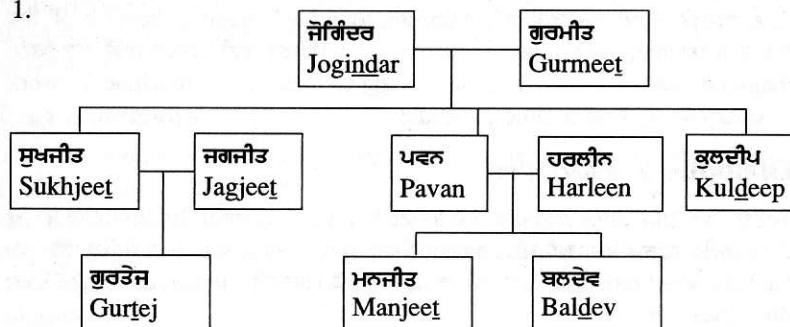 1.
ਜੋਗਿੰਦਰ
Jogindar
ਗੁਰਮੀਤ
Gurmeet
ਸੁਖਜੀਤ
Sukhjeet
ਜਗਜੀਤ
Jagjeet
ਪਵਨ
Pavan
ਹਰਲੀਨ
Harleen
ਕੁਲਦੀਪ
Kuldeep
ਗੁਰਤੇਜ
Gurtej
ਮਨਜੀਤ
Manjeet
ਬਲਦੇਵ
Baldev